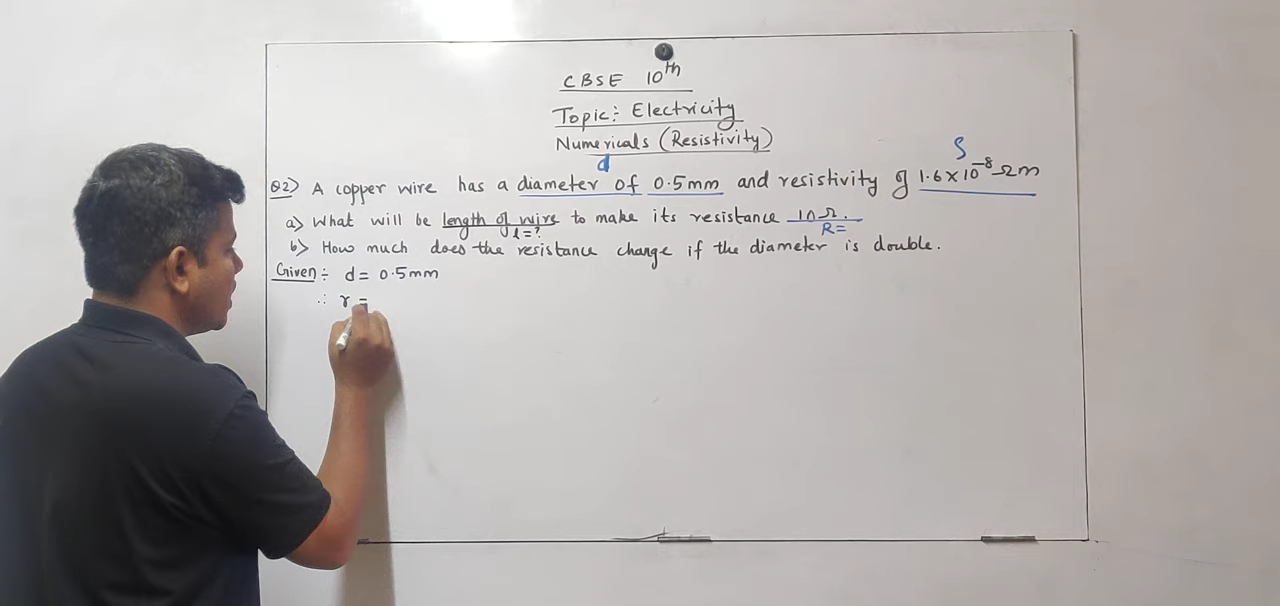 CBSE 10th
Topic:- Electricity
Numericals (Resistivity)
d
S
Q2> A copper wire has a diameter of 0.5mm and resistivity of 1.6×10⁻⁸Ωm
a> What will be length of wire to make its resistance 10Ω.
l=? R=
b> How much does the resistance change if the diameter is double.
Given:- d= 0.5mm
∴ r =